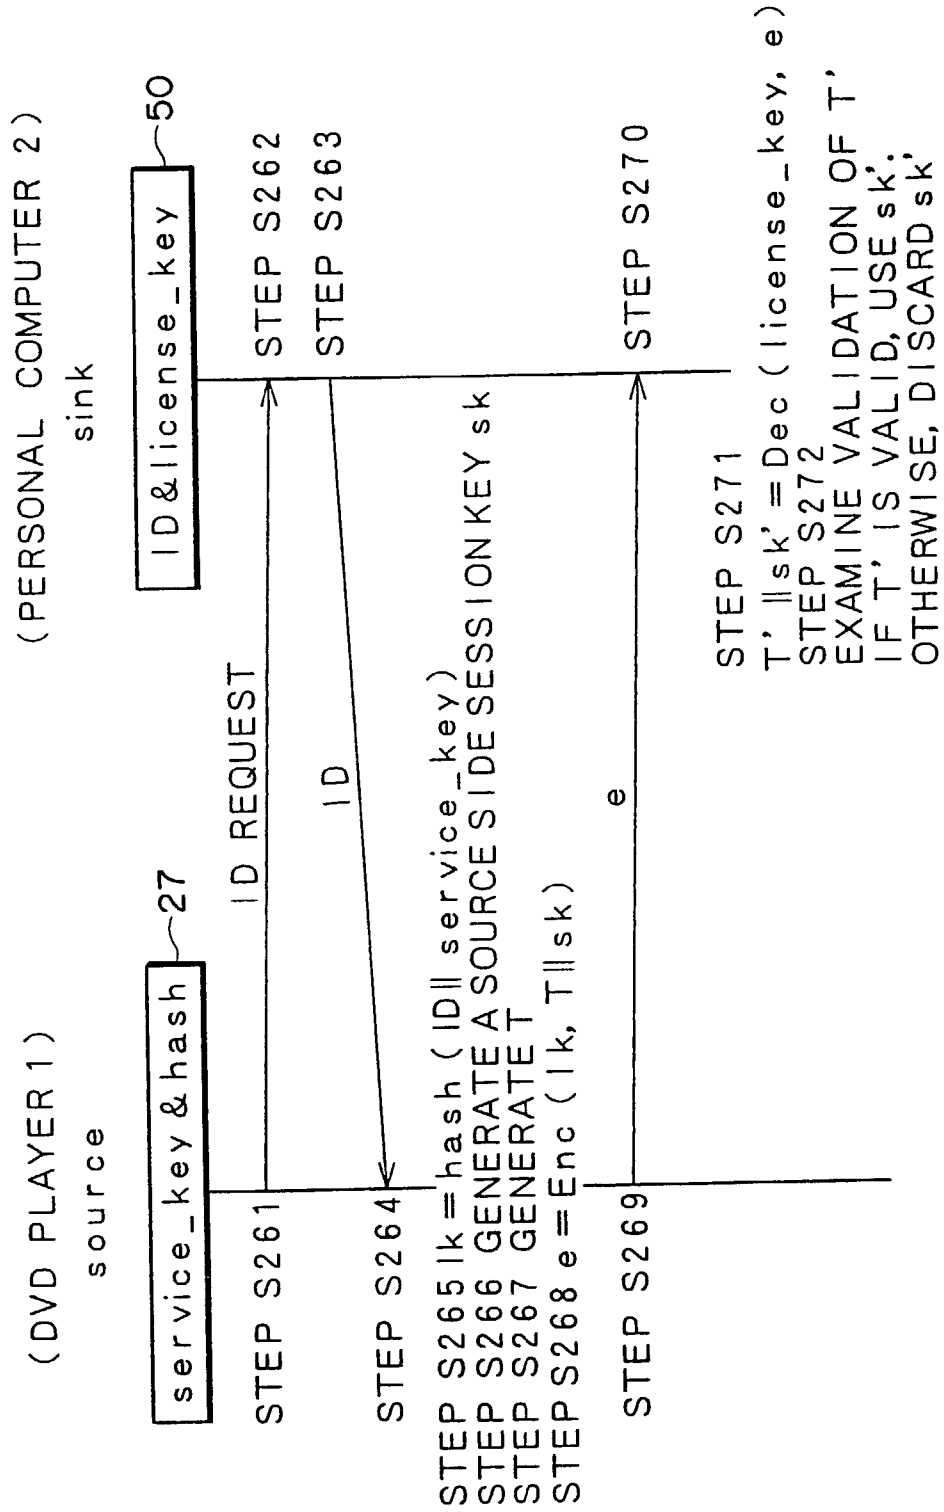 (DVD PLAYER 1)
source
(PERSONAL COMPUTER 2)
sink
service_key & hash
27
ID&license_key
50
STEP S261
ID REQUEST
STEP S262
STEP S263
ID
STEP S264
STEP S265 lk=hash (ID || service_key)
STEP S266 GENERATE A SOURCE SIDE SESSION KEY sk
STEP S267 GENERATE T
STEP S268 e=Enc (lk, T||sk)
STEP S269
e
STEP S270
STEP S271
T' ||sk' =Dec (license_key, e)
STEP S272
EXAMINE VALIDATION OF T'
IF T' IS VALID, USE sk'.
OTHERWISE, DISCARD sk'